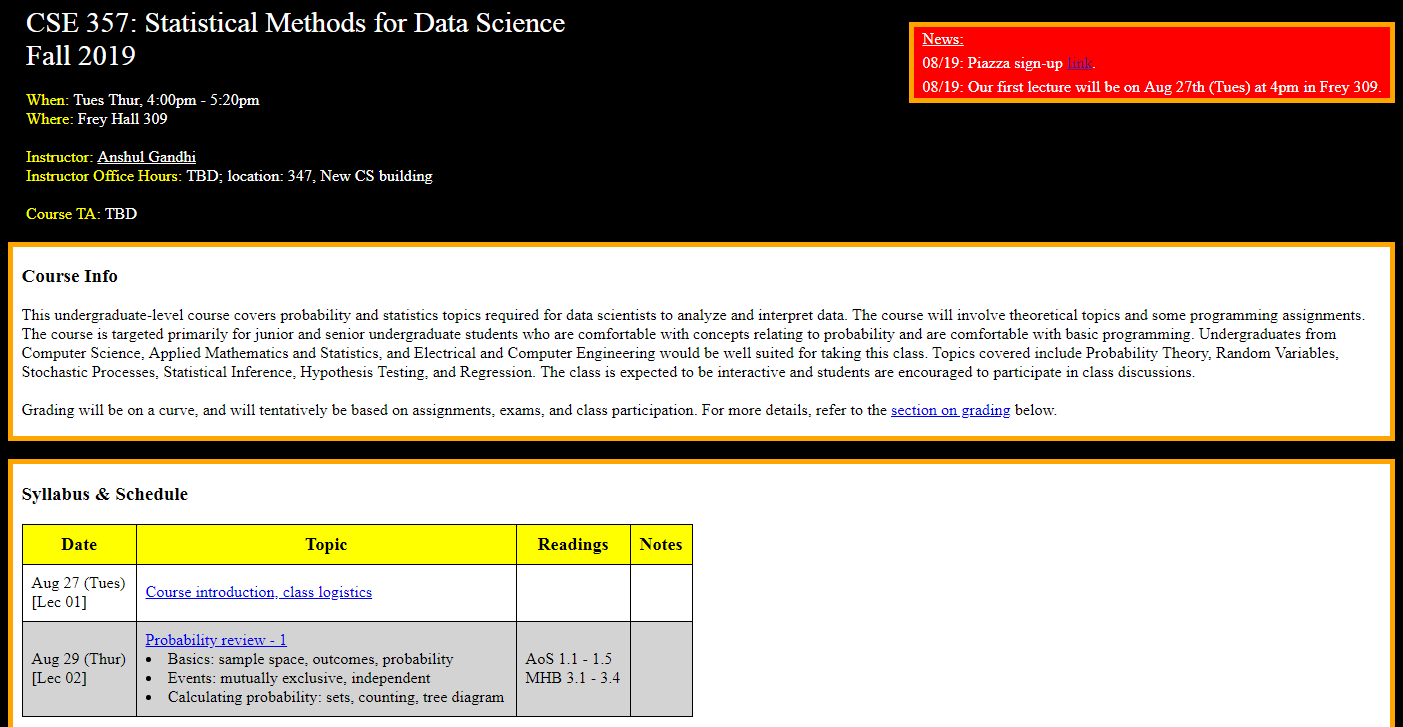 CSE 357: Statistical Methods for Data Science
Fall 2019
News:
08/19: Piazza sign-up link.
08/19: Our first lecture will be on Aug 27th (Tues) at 4pm in Frey 309.
When: Tues Thur, 4:00pm - 5:20pm
Where: Frey Hall 309
Instructor: Anshul Gandhi
Instructor Office Hours: TBD; location: 347, New CS building
Course TA: TBD
Course Info
This undergraduate-level course covers probability and statistics topics required for data scientists to analyze and interpret data. The course will involve theoretical topics and some programming assignments.
The course is targeted primarily for junior and senior undergraduate students who are comfortable with concepts relating to probability and are comfortable with basic programming. Undergraduates from
Computer Science, Applied Mathematics and Statistics, and Electrical and Computer Engineering would be well suited for taking this class. Topics covered include Probability Theory, Random Variables,
Stochastic Processes, Statistical Inference, Hypothesis Testing, and Regression. The class is expected to be interactive and students are encouraged to participate in class discussions.
Grading will be on a curve, and will tentatively be based on assignments, exams, and class participation. For more details, refer to the section on grading below.
Syllabus & Schedule
Date Topic Readings Notes
Aug 27 (Tues)
[Lec 01]
Course introduction, class logistics
Aug 29 (Thur)
[Lec 02]
Probability review - 1
• Basics: sample space, outcomes, probability
• Events: mutually exclusive, independent
• Calculating probability: sets, counting, tree diagram
AoS 1.1 - 1.5
MHB 3.1 - 3.4